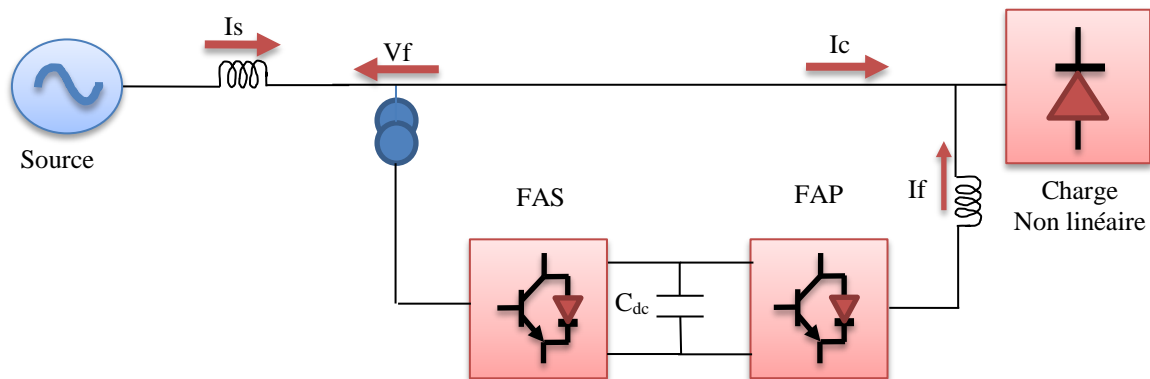 Is
Vf
Ic
Source
FAS
FAP
If
Charge
Non linéaire
Cdc